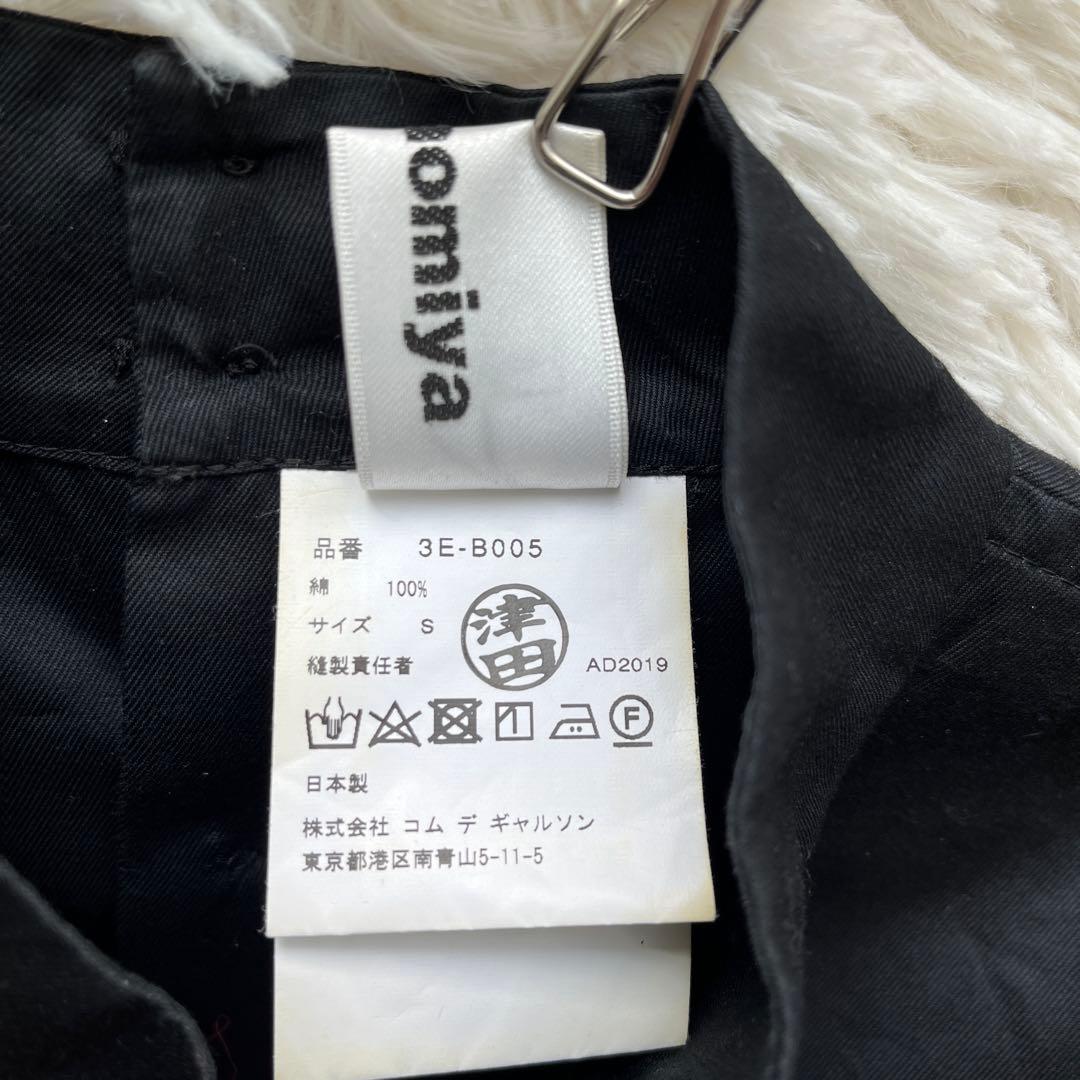 nomiya
品番 3E-B005
綿 100%
サイズ S
津田
縫製責任者 AD2019
F
日本製
株式会社 コム デ ギャルソン
東京都港区南青山5-11-5